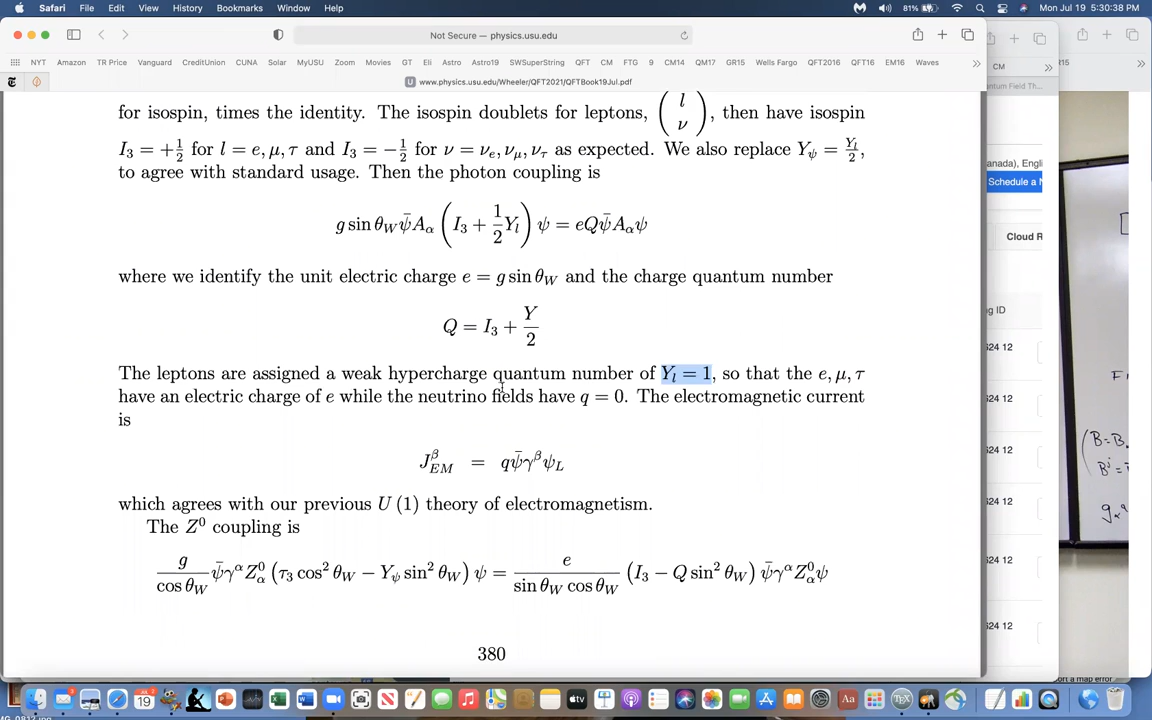 Safari File Edit View History Bookmarks Window Help 81% Mon Jul 19 5:30:38 PM
Not Secure — physics.usu.edu
NYT Amazon TR Price Vanguard CreditUnion CUNA Solar MyUSU Zoom Movies GT Eli Astro Astro19 SWSuperString QFT CM FTG 9 CM14 QM17 GR15 Wells Fargo QFT2016 QFT16 EM16 Waves » CM »
www.physics.usu.edu/Wheeler/QFT2021/QFTBook19Jul.pdf
for isospin, times the identity. The isospin doublets for leptons, (l ν), then have isospin
I₃ = +½ for l = e, μ, τ and I₃ = −½ for ν = νₑ, ν_μ, ν_τ as expected. We also replace Y_ψ = Y_l/2,
to agree with standard usage. Then the photon coupling is
g sin θ_W ψ̄A_α (I₃ + 1/2 Y_l) ψ = eQψ̄A_αψ
where we identify the unit electric charge e = g sin θ_W and the charge quantum number
Q = I₃ + Y/2
The leptons are assigned a weak hypercharge quantum number of Y_l = 1, so that the e, μ, τ
have an electric charge of e while the neutrino fields have q = 0. The electromagnetic current
is
J^β_EM = qψ̄γ^βψ_L
which agrees with our previous U (1) theory of electromagnetism.
The Z⁰ coupling is
g/cos θ_W ψ̄γ^αZ⁰_α (τ₃ cos² θ_W − Y_ψ sin² θ_W) ψ = e/(sin θ_W cos θ_W) (I₃ − Q sin² θ_W) ψ̄γ^αZ⁰_αψ
380
Schedule a
Cloud R